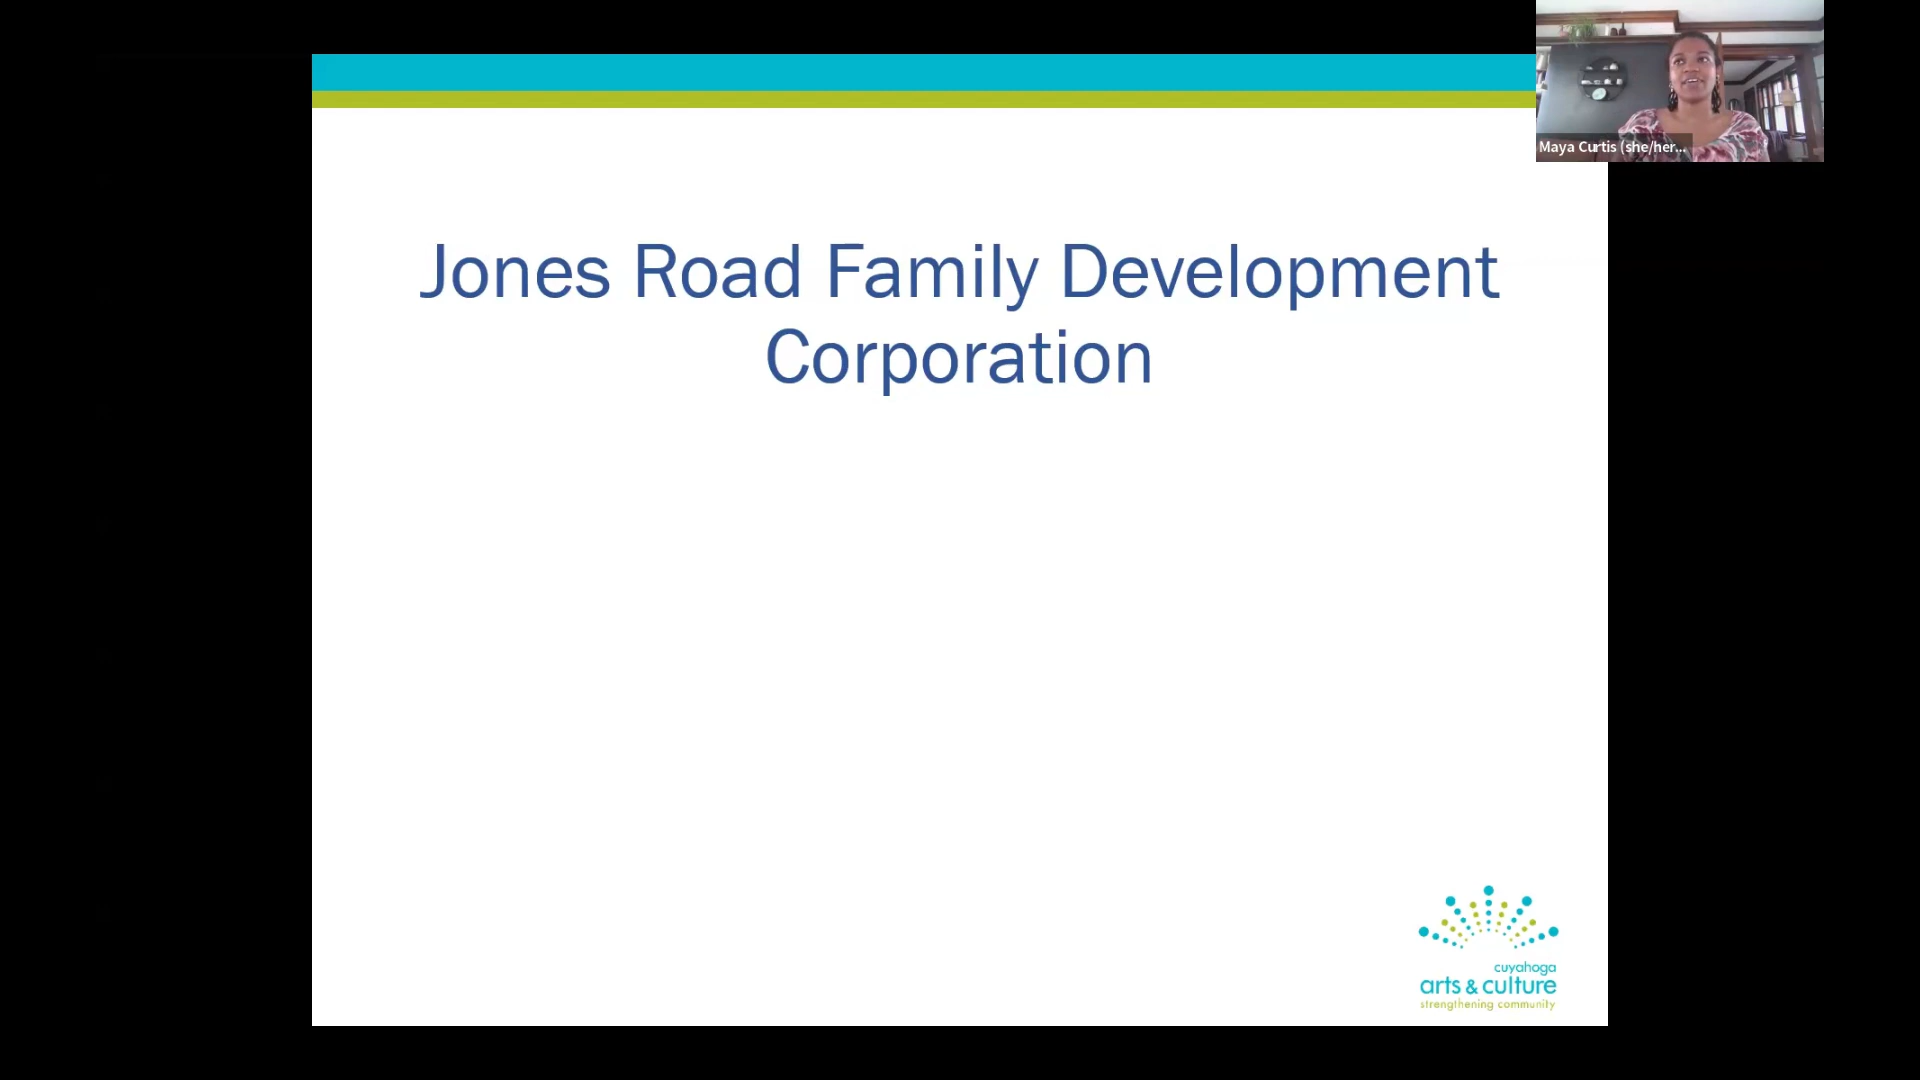 Maya Curtis (she/her...
Jones Road Family Development
Corporation
cuyahoga
arts & culture
strengthening community